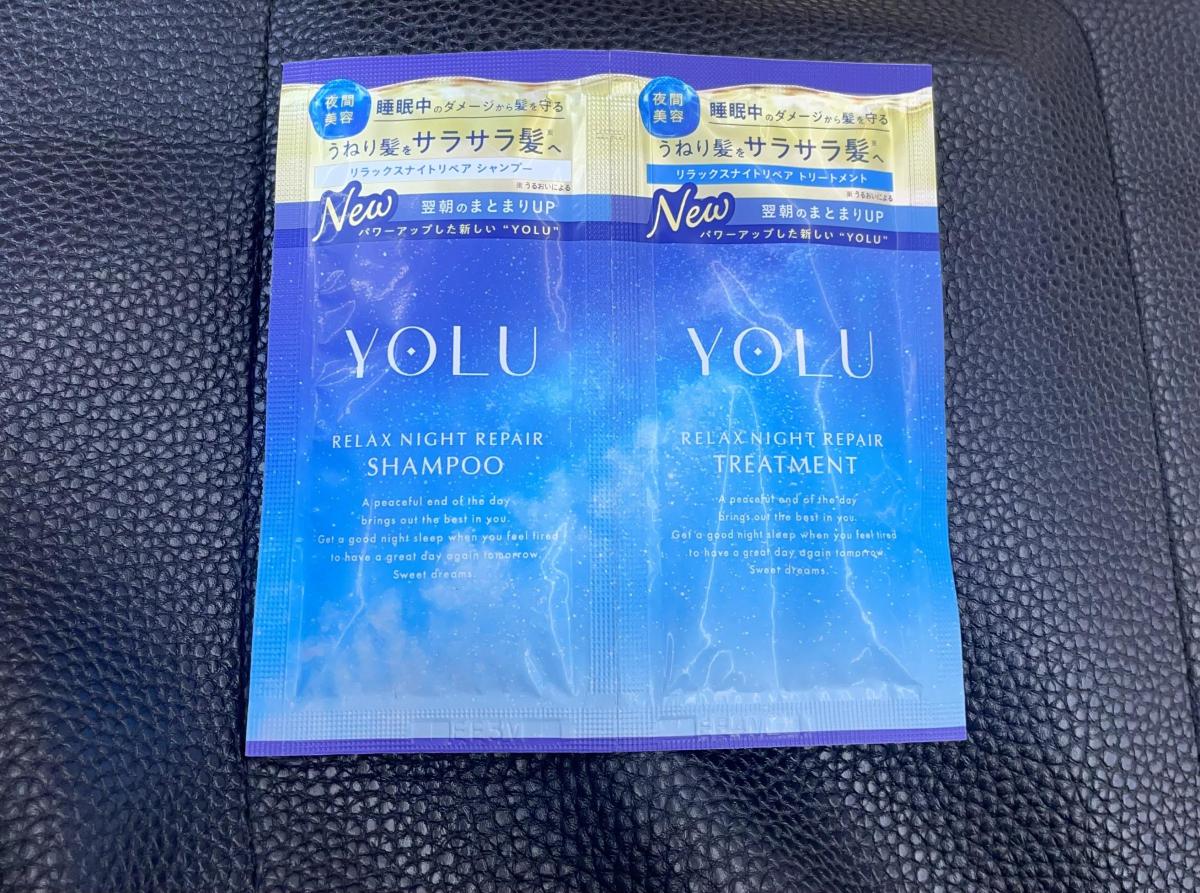 夜間
美容
睡眠中のダメージから髪を守る
うねり髪をサラサラ髪※へ
リラックスナイトリペア シャンプー
※うるおいによる
New
翌朝のまとまりUP
パワーアップした新しい "YOLU"
YOLU
RELAX NIGHT REPAIR
SHAMPOO
A peaceful end of the day
brings out the best in you.
Get a good night sleep when you feel tired
to have a great day again tomorrow.
Sweet dreams.
夜間
美容
睡眠中のダメージから髪を守る
うねり髪をサラサラ髪※へ
リラックスナイトリペア トリートメント
※うるおいによる
New
翌朝のまとまりUP
パワーアップした新しい "YOLU"
YOLU
RELAX NIGHT REPAIR
TREATMENT
A peaceful end of the day
brings out the best in you.
Get a good night sleep when you feel tired
to have a great day again tomorrow.
Sweet dreams.